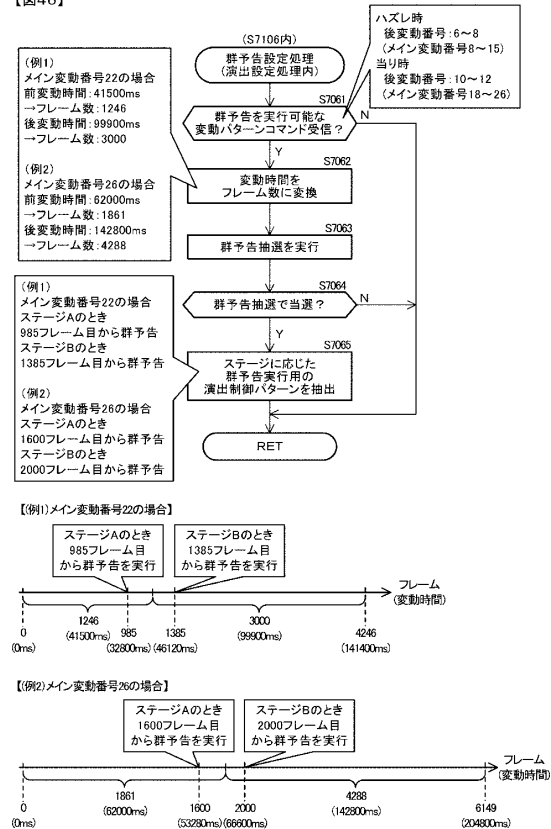 【図48】
(S7106内)
群予告設定処理
(演出設定処理内)
ハズレ時
後変動番号:6~8
(メイン変動番号8~15)
当り時
後変動番号:10~12
(メイン変動番号18~26)
(例1)
メイン変動番号22の場合
前変動時間:41500ms
→フレーム数:1246
後変動時間:99900ms
→フレーム数:3000
(例2)
メイン変動番号26の場合
前変動時間:62000ms
→フレーム数:1861
後変動時間:142800ms
→フレーム数:4288
S7061
群予告を実行可能な
変動パターンコマンド受信?
N
Y
S7062
変動時間を
フレーム数に変換
S7063
群予告抽選を実行
S7064
群予告抽選で当選?
N
Y
S7065
ステージに応じた
群予告実行用の
演出制御パターンを抽出
RET
(例1)
メイン変動番号22の場合
ステージAのとき
985フレーム目から群予告
ステージBのとき
1385フレーム目から群予告
(例2)
メイン変動番号26の場合
ステージAのとき
1600フレーム目から群予告
ステージBのとき
2000フレーム目から群予告
【(例1)メイン変動番号22の場合】
ステージAのとき
985フレーム目
から群予告を実行
ステージBのとき
1385フレーム目
から群予告を実行
フレーム
(変動時間)
1246
(41500ms)
3000
(99900ms)
0
(0ms)
985
(32800ms)
1385
(46120ms)
4246
(141400ms)
【(例2)メイン変動番号26の場合】
ステージAのとき
1600フレーム目
から群予告を実行
ステージBのとき
2000フレーム目
から群予告を実行
フレーム
(変動時間)
1861
(62000ms)
4288
(142800ms)
0
(0ms)
1600
(53280ms)
2000
(66600ms)
6149
(204800ms)